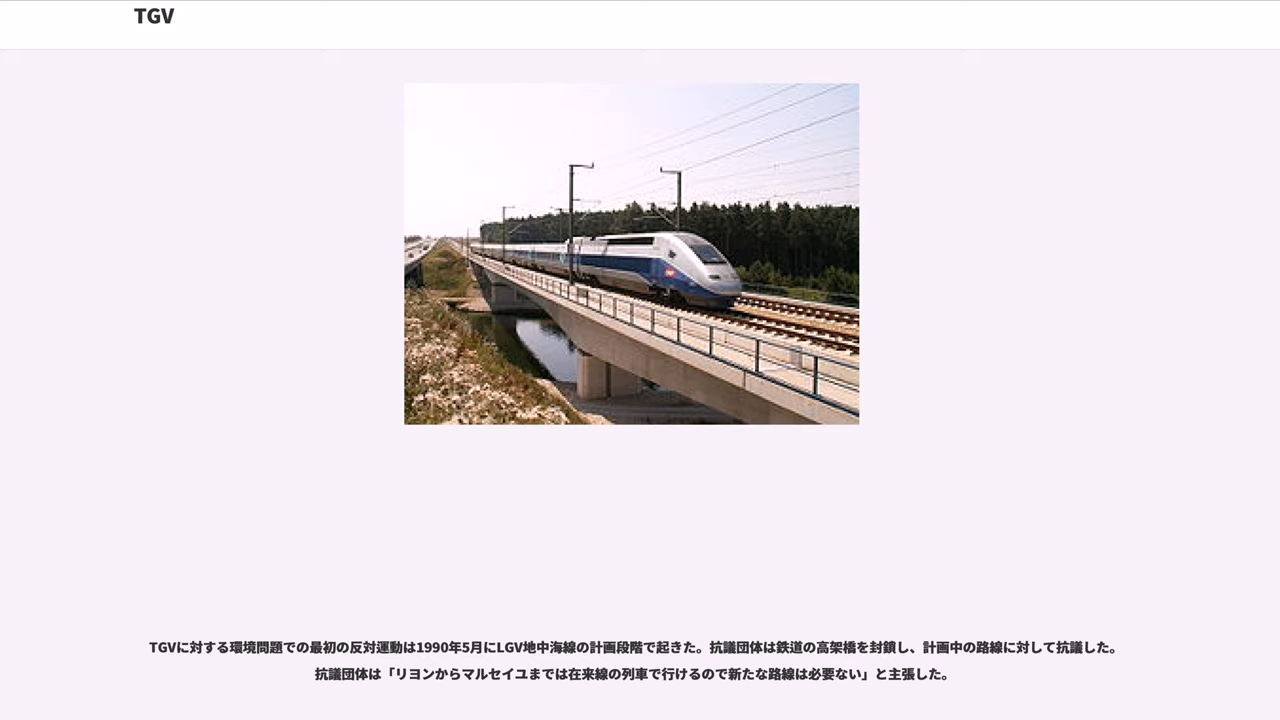 TGV
TGVに対する環境問題での最初の反対運動は1990年5月にLGV地中海線の計画段階で起きた。抗議団体は鉄道の高架橋を封鎖し、計画中の路線に対して抗議した。
抗議団体は「リヨンからマルセイユまでは在来線の列車で行けるので新たな路線は必要ない」と主張した。